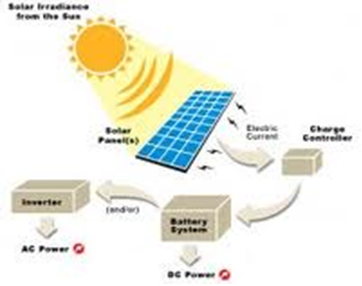 Solar Irradiance
from the Sun
Solar
Panel(s)
Electric
Current
Charge
Controller
Inverter
(and/or)
Battery
System
AC Power
DC Power